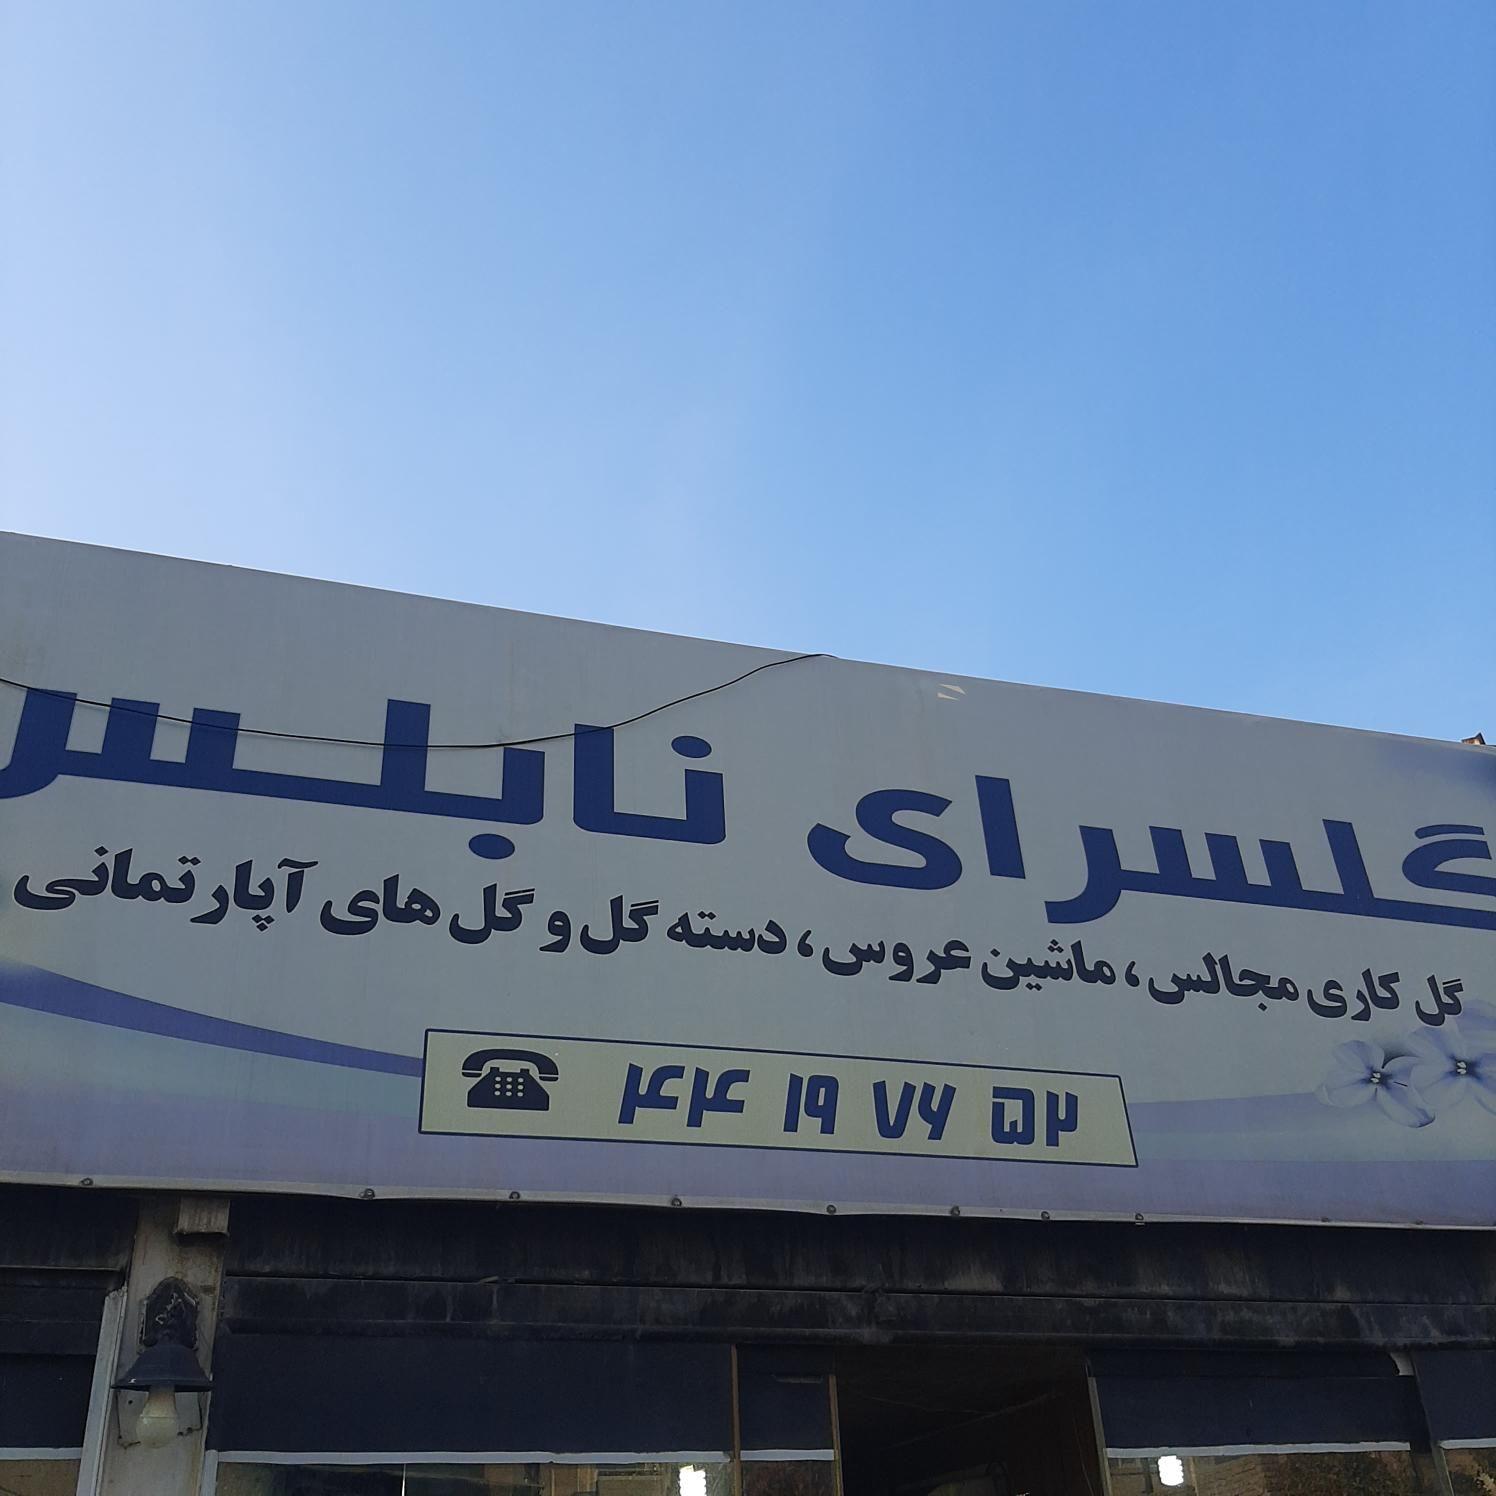 گلسرای نابلس
گل کاری مجالس، ماشین عروس، دسته گل و گل های آپارتمانی
۴۴ ۱۹ ۷۶ ۵۲